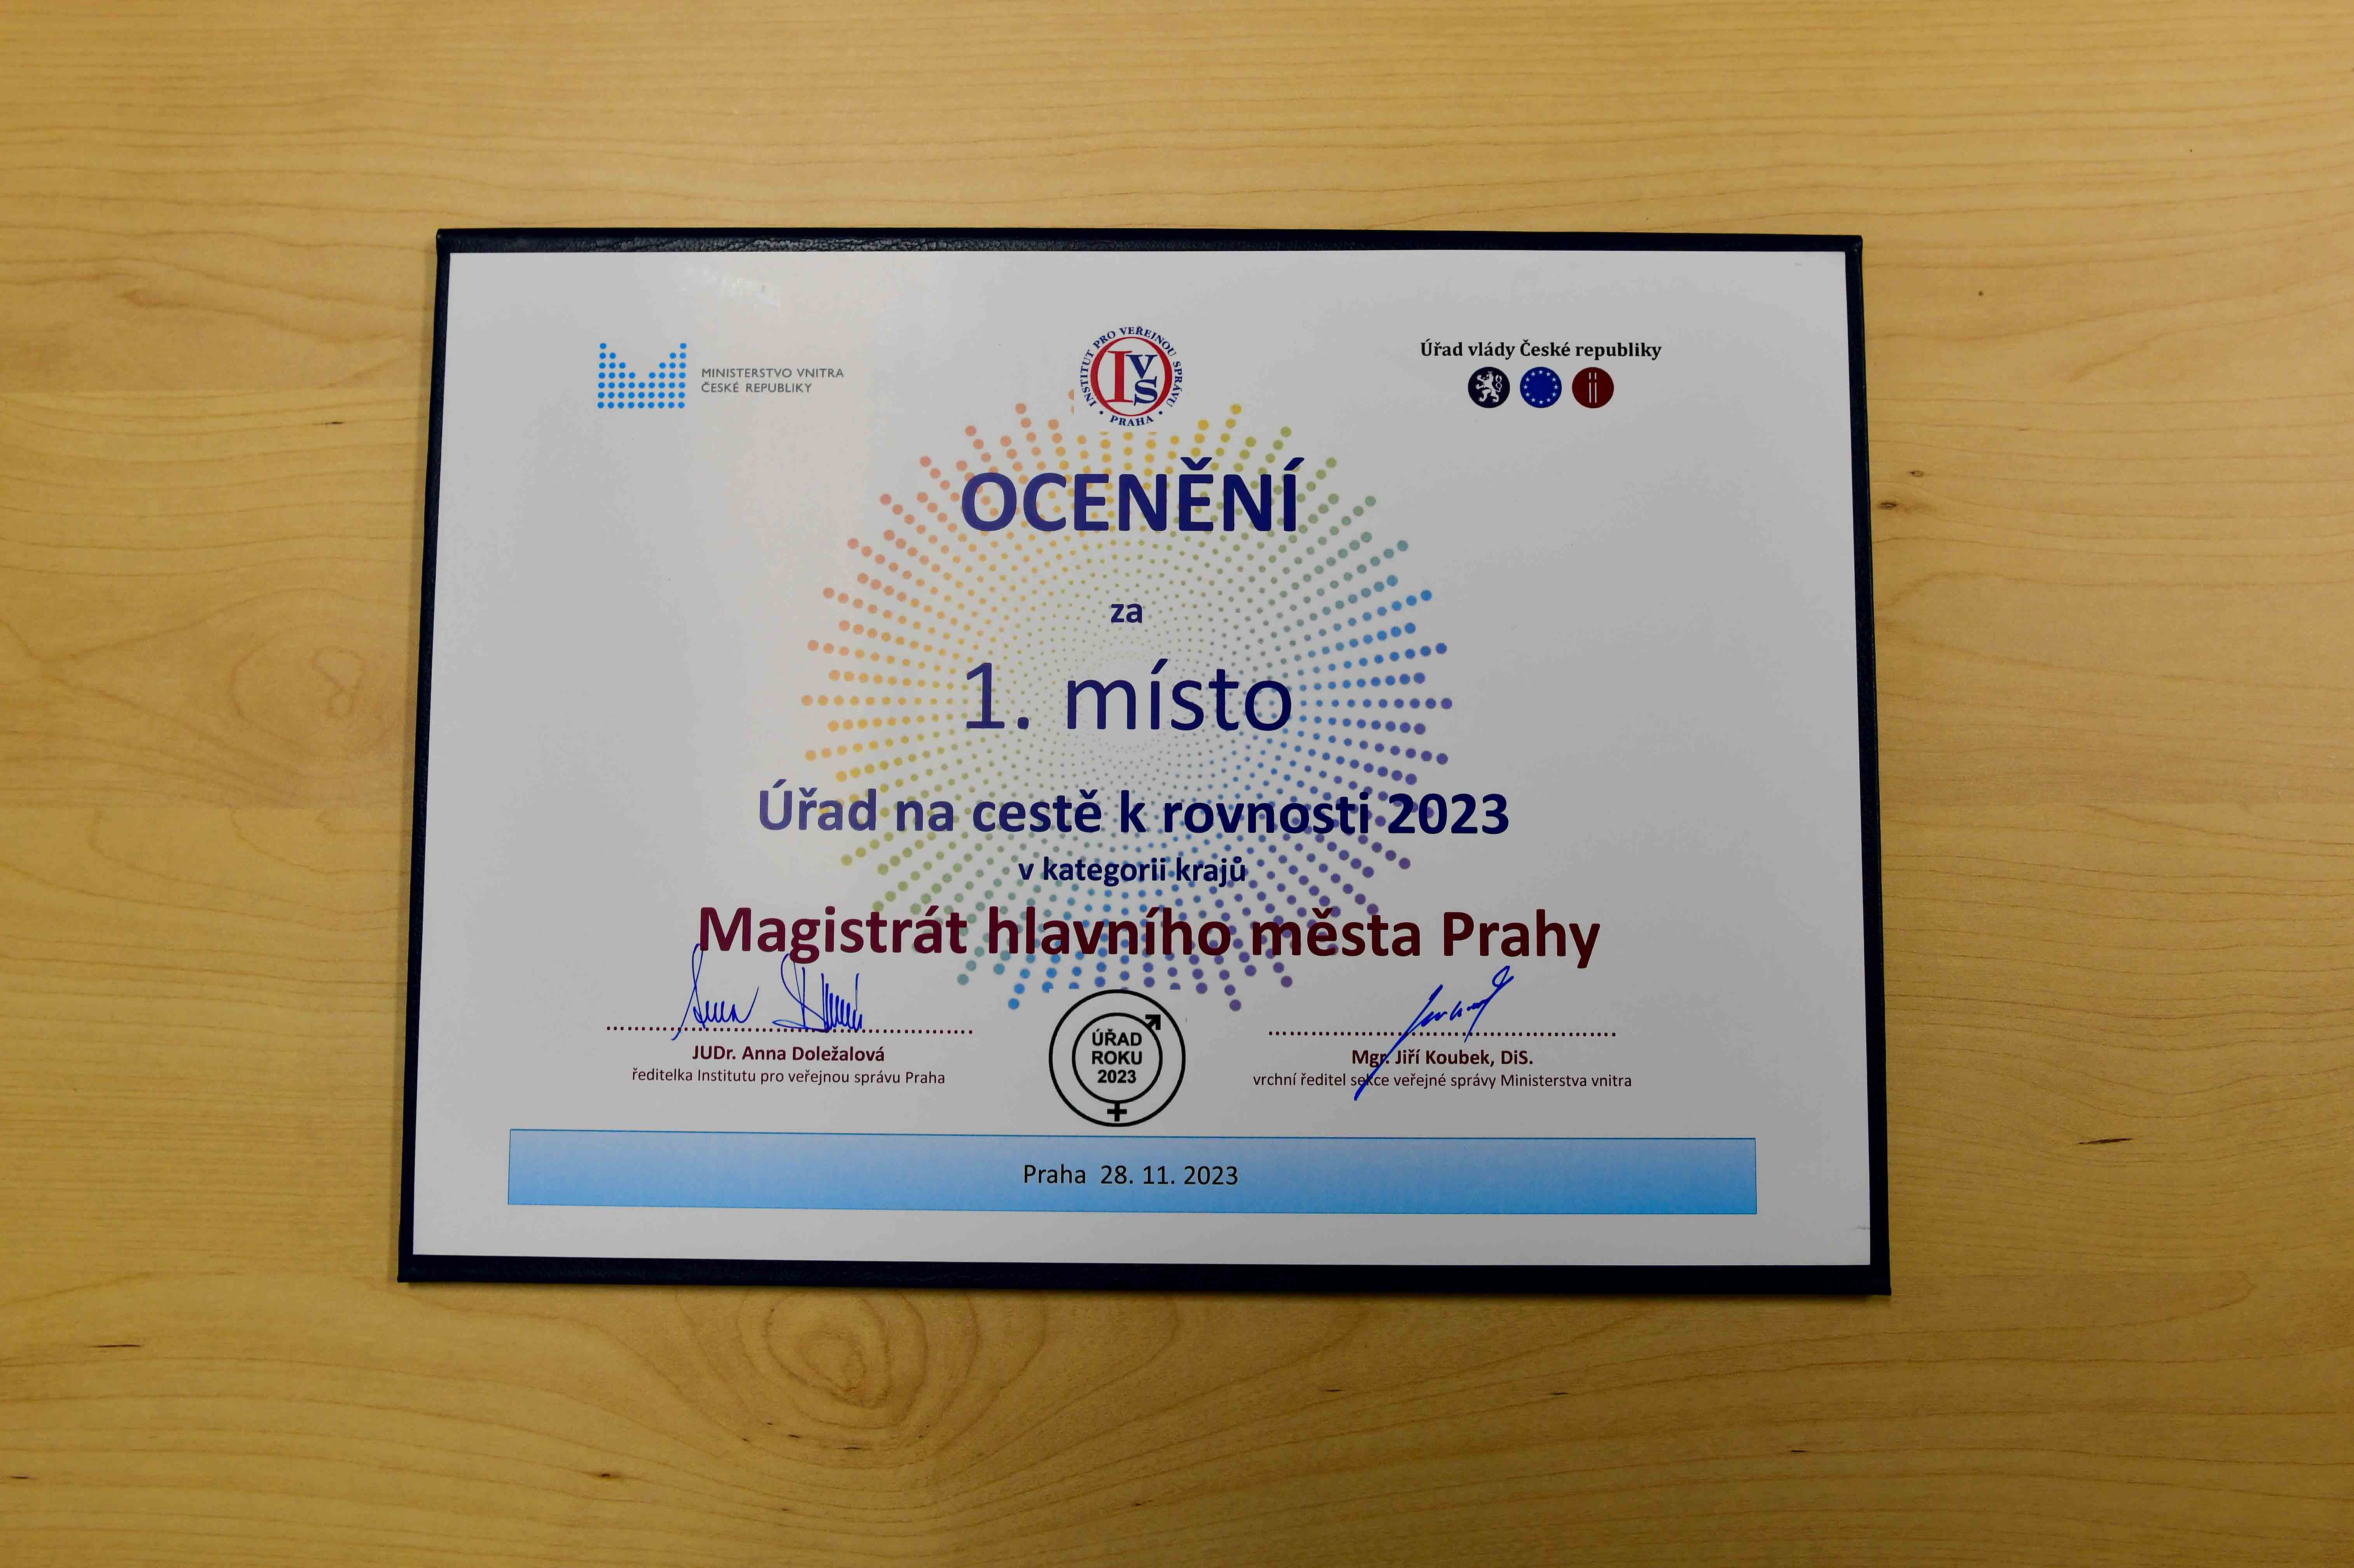 MINISTERSTVO VNITRA
ČESKÉ REPUBLIKY
INSTITUT PRO VEŘEJNOU SPRÁVU
• PRAHA •
IVS
Úřad vlády České republiky
OCENĚNÍ
za
1. místo
Úřad na cestě k rovnosti 2023
v kategorii krajů
Magistrát hlavního města Prahy
JUDr. Anna Doležalová
ředitelka Institutu pro veřejnou správu Praha
ÚŘAD
ROKU
2023
Mgr. Jiří Koubek, DiS.
vrchní ředitel sekce veřejné správy Ministerstva vnitra
Praha 28. 11. 2023